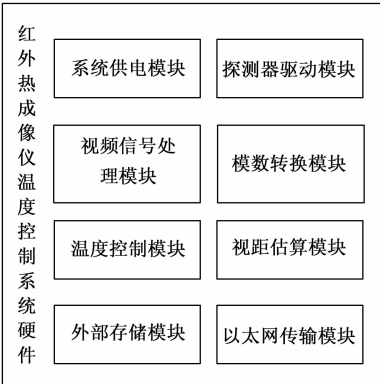 红外热成像仪温度控制系统硬件
系统供电模块
探测器驱动模块
视频信号处
理模块
模数转换模块
温度控制模块
视距估算模块
外部存储模块
以太网传输模块